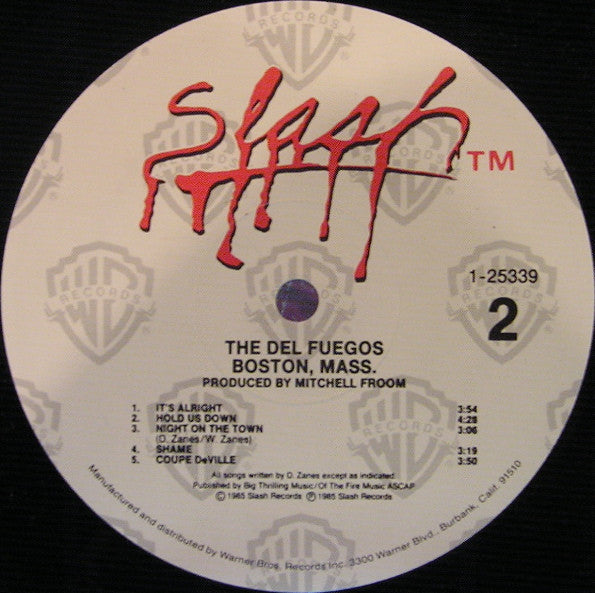 Slash TM
1-25339
2
THE DEL FUEGOS
BOSTON, MASS.
PRODUCED BY MITCHELL FROOM
1. IT'S ALRIGHT 3:54
2. HOLD US DOWN 4:28
3. NIGHT ON THE TOWN 3:06
(D. Zanes/W. Zanes)
4. SHAME 3:19
5. COUPE DeVILLE 3:50
All songs written by D. Zanes except as indicated.
Published by Big Thrilling Music/Of The Fire Music ASCAP
© 1985 Slash Records ℗ 1985 Slash Records
Manufactured and distributed by Warner Bros. Records Inc. 3300 Warner Blvd., Burbank, Calif. 91510
WB RECORDS ®